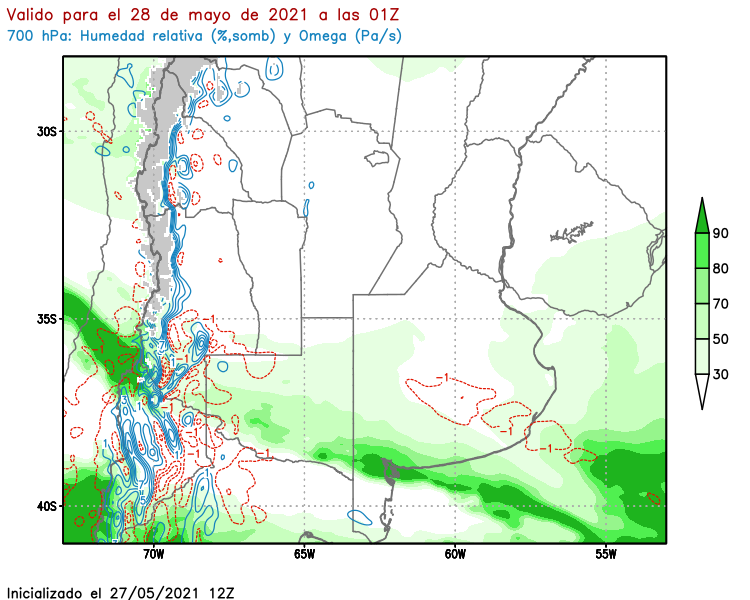 Valido para el 28 de mayo de 2021 a las 01Z
700 hPa: Humedad relativa (%,somb) y Omega (Pa/s)
30S
35S
40S
70W
65W
60W
55W
90
80
70
50
30
-1
-1
-1
-1
-1
-1
-1
Inicializado el 27/05/2021 12Z